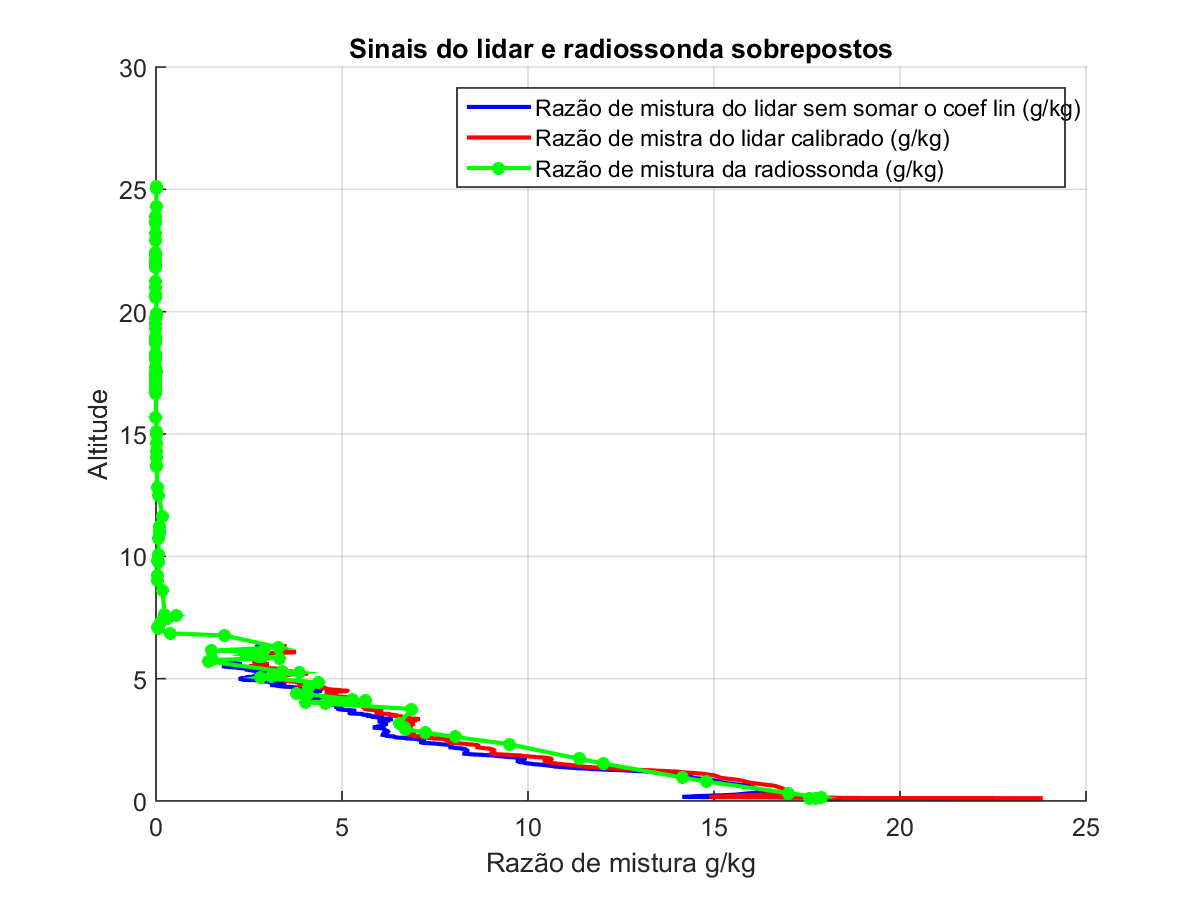 Sinais do lidar e radiossonda sobrepostos
30
25
20
15
10
5
0
Altitude
Razão de mistura do lidar sem somar o coef lin (g/kg)
Razão de mistra do lidar calibrado (g/kg)
Razão de mistura da radiossonda (g/kg)
0 5 10 15 20 25
Razão de mistura g/kg